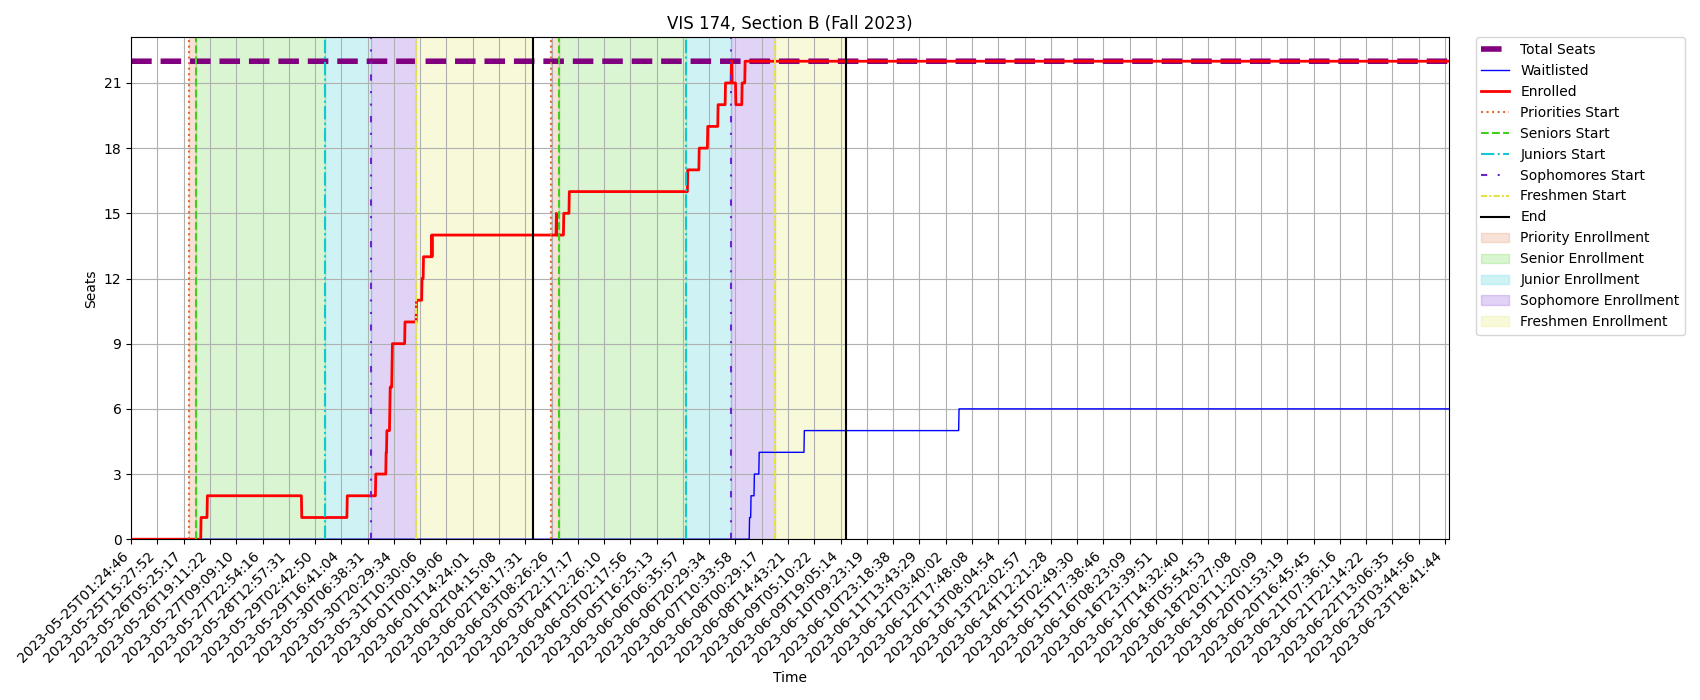 VIS 174, Section B (Fall 2023)
Total Seats
Waitlisted
Enrolled
Priorities Start
Seniors Start
Juniors Start
Sophomores Start
Freshmen Start
End
Priority Enrollment
Senior Enrollment
Junior Enrollment
Sophomore Enrollment
Freshmen Enrollment
Seats
21
18
15
12
9
6
3
0
2023-05-25T01:24:46
2023-05-25T15:27:52
2023-05-26T05:25:17
2023-05-26T19:11:22
2023-05-27T09:09:16
2023-05-27T22:54:16
2023-05-28T12:57:31
2023-05-29T02:42:50
2023-05-29T16:41:04
2023-05-30T06:38:31
2023-05-30T20:29:34
2023-05-31T10:30:06
2023-06-01T00:19:06
2023-06-01T14:24:01
2023-06-02T04:15:08
2023-06-02T18:17:31
2023-06-03T08:26:26
2023-06-03T22:17:17
2023-06-04T12:26:10
2023-06-05T02:17:56
2023-06-05T16:25:13
2023-06-06T06:35:57
2023-06-06T20:29:34
2023-06-07T10:33:58
2023-06-08T00:29:17
2023-06-08T14:43:21
2023-06-09T05:10:22
2023-06-09T19:05:14
2023-06-10T09:23:19
2023-06-10T23:18:38
2023-06-11T13:43:29
2023-06-12T03:40:02
2023-06-12T17:48:08
2023-06-13T08:04:54
2023-06-13T22:02:57
2023-06-14T12:21:28
2023-06-15T02:49:30
2023-06-15T17:38:46
2023-06-16T08:23:09
2023-06-16T23:39:51
2023-06-17T14:32:40
2023-06-18T05:54:53
2023-06-18T20:27:08
2023-06-19T11:20:09
2023-06-20T01:53:19
2023-06-20T16:45:45
2023-06-21T07:36:16
2023-06-21T22:14:22
2023-06-22T13:06:35
2023-06-23T03:44:56
2023-06-23T18:41:44
Time